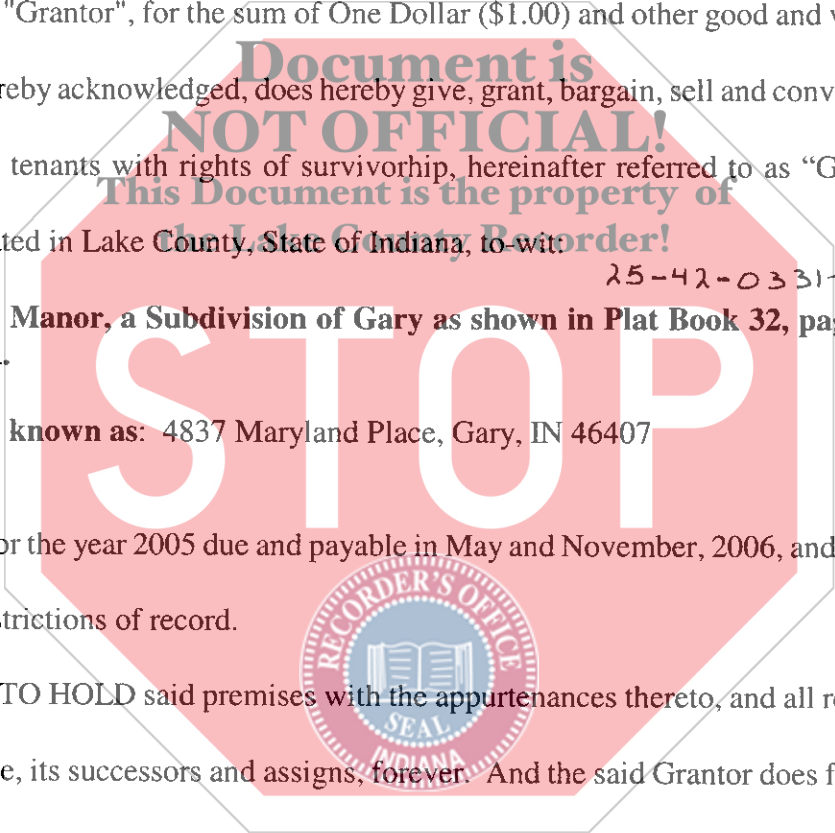 "Grantor", for the sum of One Dollar ($1.00) and other good and v
Document is
reby acknowledged, does hereby give, grant, bargain, sell and conv
NOT OFFICIAL!
tenants with rights of survivorhip, hereinafter referred to as “G
This Document is the property of
ted in Lake County, State of Indiana, to-wit:
the Lake County Recorder!
25-42-0331-
Manor, a Subdivision of Gary as shown in Plat Book 32, pag
.
STOP
known as: 4837 Maryland Place, Gary, IN 46407
or the year 2005 due and payable in May and November, 2006, and
strictions of record.
RECORDER'S OFFICE
TO HOLD said premises with the appurtenances thereto, and all r
SEAL
INDIANA
e, its successors and assigns, forever. And the said Grantor does f